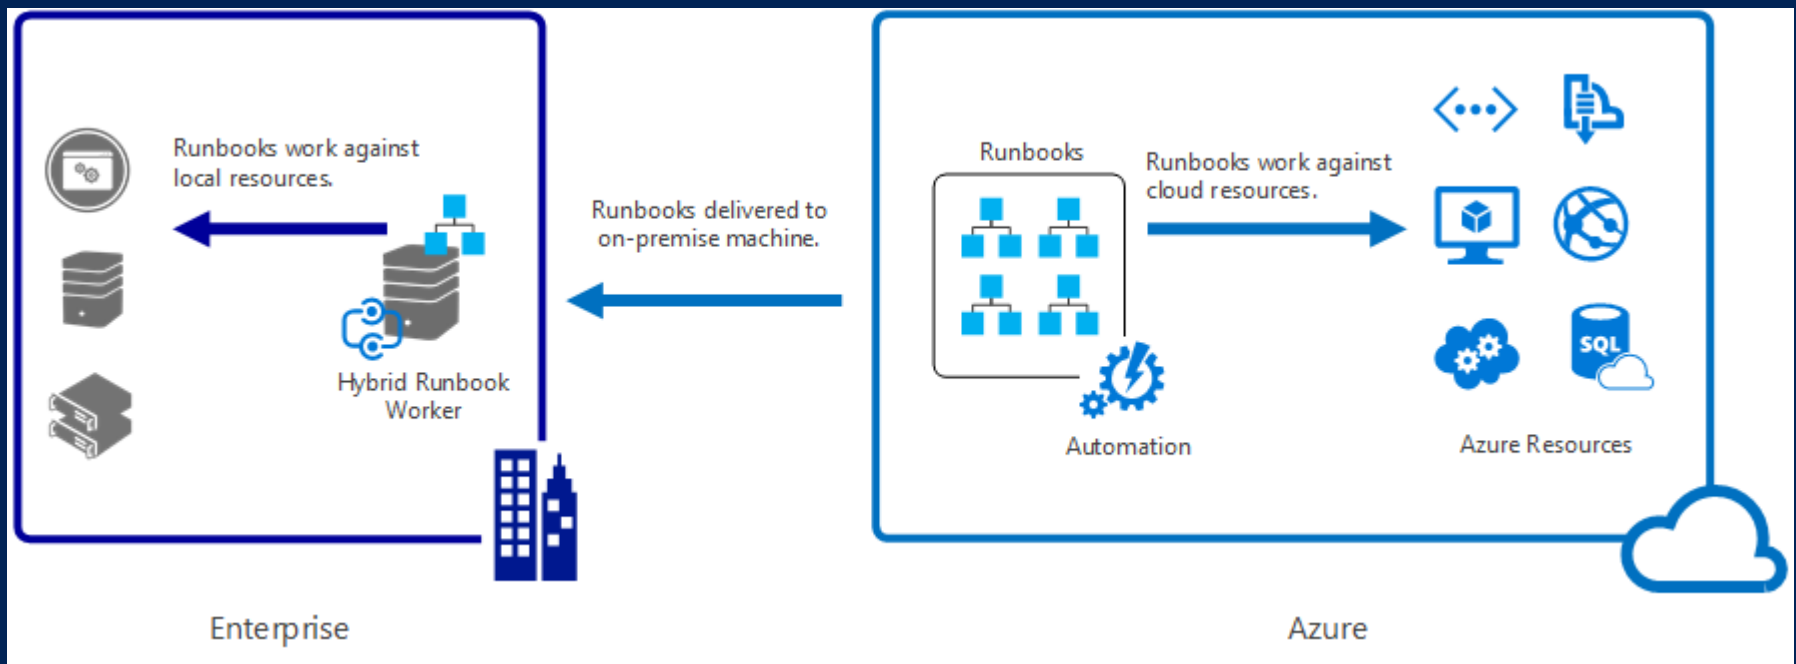 Runbooks work against
local resources.
Hybrid Runbook
Worker
Enterprise
Runbooks delivered to
on-premise machine.
Runbooks
Automation
Runbooks work against
cloud resources.
SQL
Azure Resources
Azure